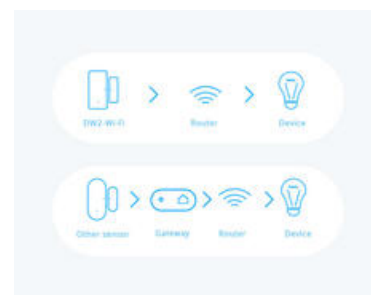 DW2-Wi-Fi
Router
Device
Other sensor
Gateway
Router
Device